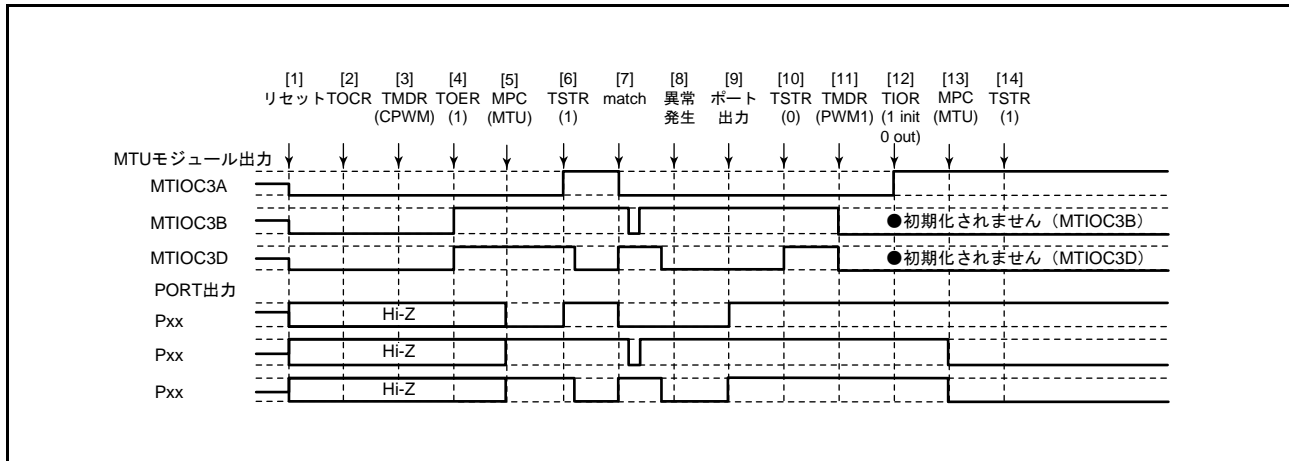 [1] [2] [3] [4] [5] [6] [7] [8] [9] [10] [11] [12] [13] [14]
リセット TOCR TMDR TOER MPC TSTR match 異常 ポート TSTR TMDR TIOR MPC TSTR
(CPWM) (1) (MTU) (1) 発生 出力 (0) (PWM1) (1 init (MTU) (1)
0 out)
MTUモジュール出力
MTIOC3A
MTIOC3B ●初期化されません（MTIOC3B）
MTIOC3D ●初期化されません（MTIOC3D）
PORT出力
Pxx Hi-Z
Pxx Hi-Z
Pxx Hi-Z